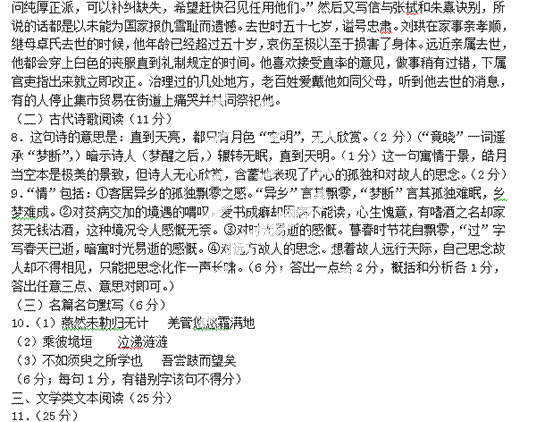 问纯厚正派，可以补纠缺失，希望赶快召见任用他们。”然后又写信与张栻和朱熹诀别，所
说的话都是以未能为国家报仇雪耻而遗憾。去世时五十七岁，谥号忠肃。刘珙在家事亲孝顺，
继母卓氏去世的时候，他年龄已经超过五十岁，哀伤至极以至于损害了身体。远近亲属去世，
他都会穿上白色的丧服直到礼制规定的时间。他喜欢接受直率的意见，做事稍有过错，下属
官吏指出来就立即改正。治理过的几处地方，老百姓爱戴他如同父母，听到他去世的消息，
有的人停止集市贸易在街道上痛哭并共同祭祀他。
（二）古代诗歌阅读（11 分）
8．这句诗的意思是：直到天亮，都只有月色“空明”，无人欣赏。（2 分）（“竟晓”一词遥
承“梦断”，）暗示诗人（梦醒之后，）辗转无眠，直到天明。（1 分）这一句寓情于景，皓月
当空本是极美的景致，但诗人无心欣赏，含蓄地表现了内心的孤独和对故人的思念。（2 分）
9．“情”包括：①客居异乡的孤独飘零之感。“异乡”言其飘零，“梦断”言其孤独难眠，乡
梦难成。②对贫病交加的境遇的喟叹。爱书成癖却因病不能读，心生愧意，有嗜酒之名却家
贫无钱沽酒，这种境况令人感慨无奈。③对时光易逝的感慨。暮春时节花自飘零，“过”字
写春天已逝，暗寓时光易逝的感慨。④对远方故人的思念。想着故人远行天际，自己思念故
人却不得相见，只能把思念化作一声长啸。（6 分；答出一点给 2 分，概括和分析各 1 分，
答出任意三点、意思对即可。）
（三）名篇名句默写（6 分）
10．（1）燕然未勒归无计　羌管悠悠霜满地
（2）乘彼垝垣　　泣涕涟涟
（3）不如须臾之所学也　吾尝跂而望矣
（6 分；每句 1 分，有错别字该句不得分）
三、文学类文本阅读（25 分）
11．（25 分）